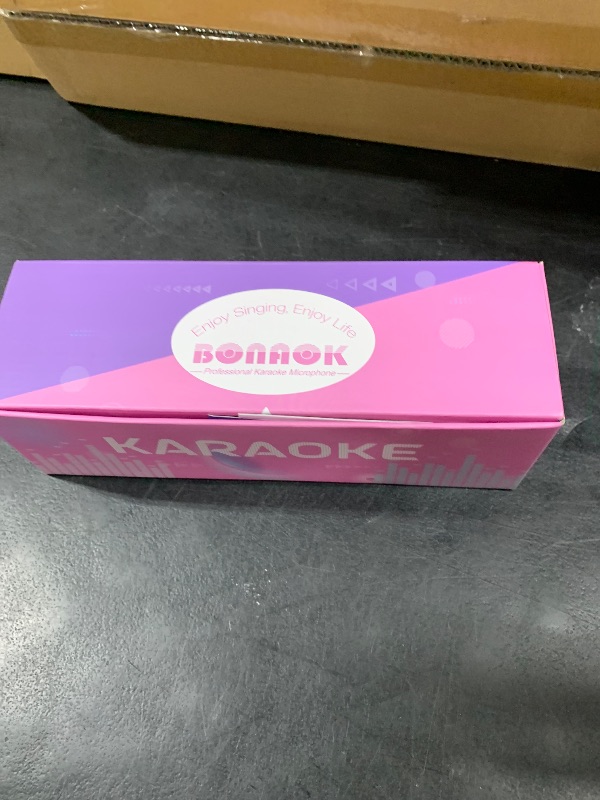 Enjoy Singing, Enjoy Life
BONAOK
Professional Karaoke Microphone
KARAOKE